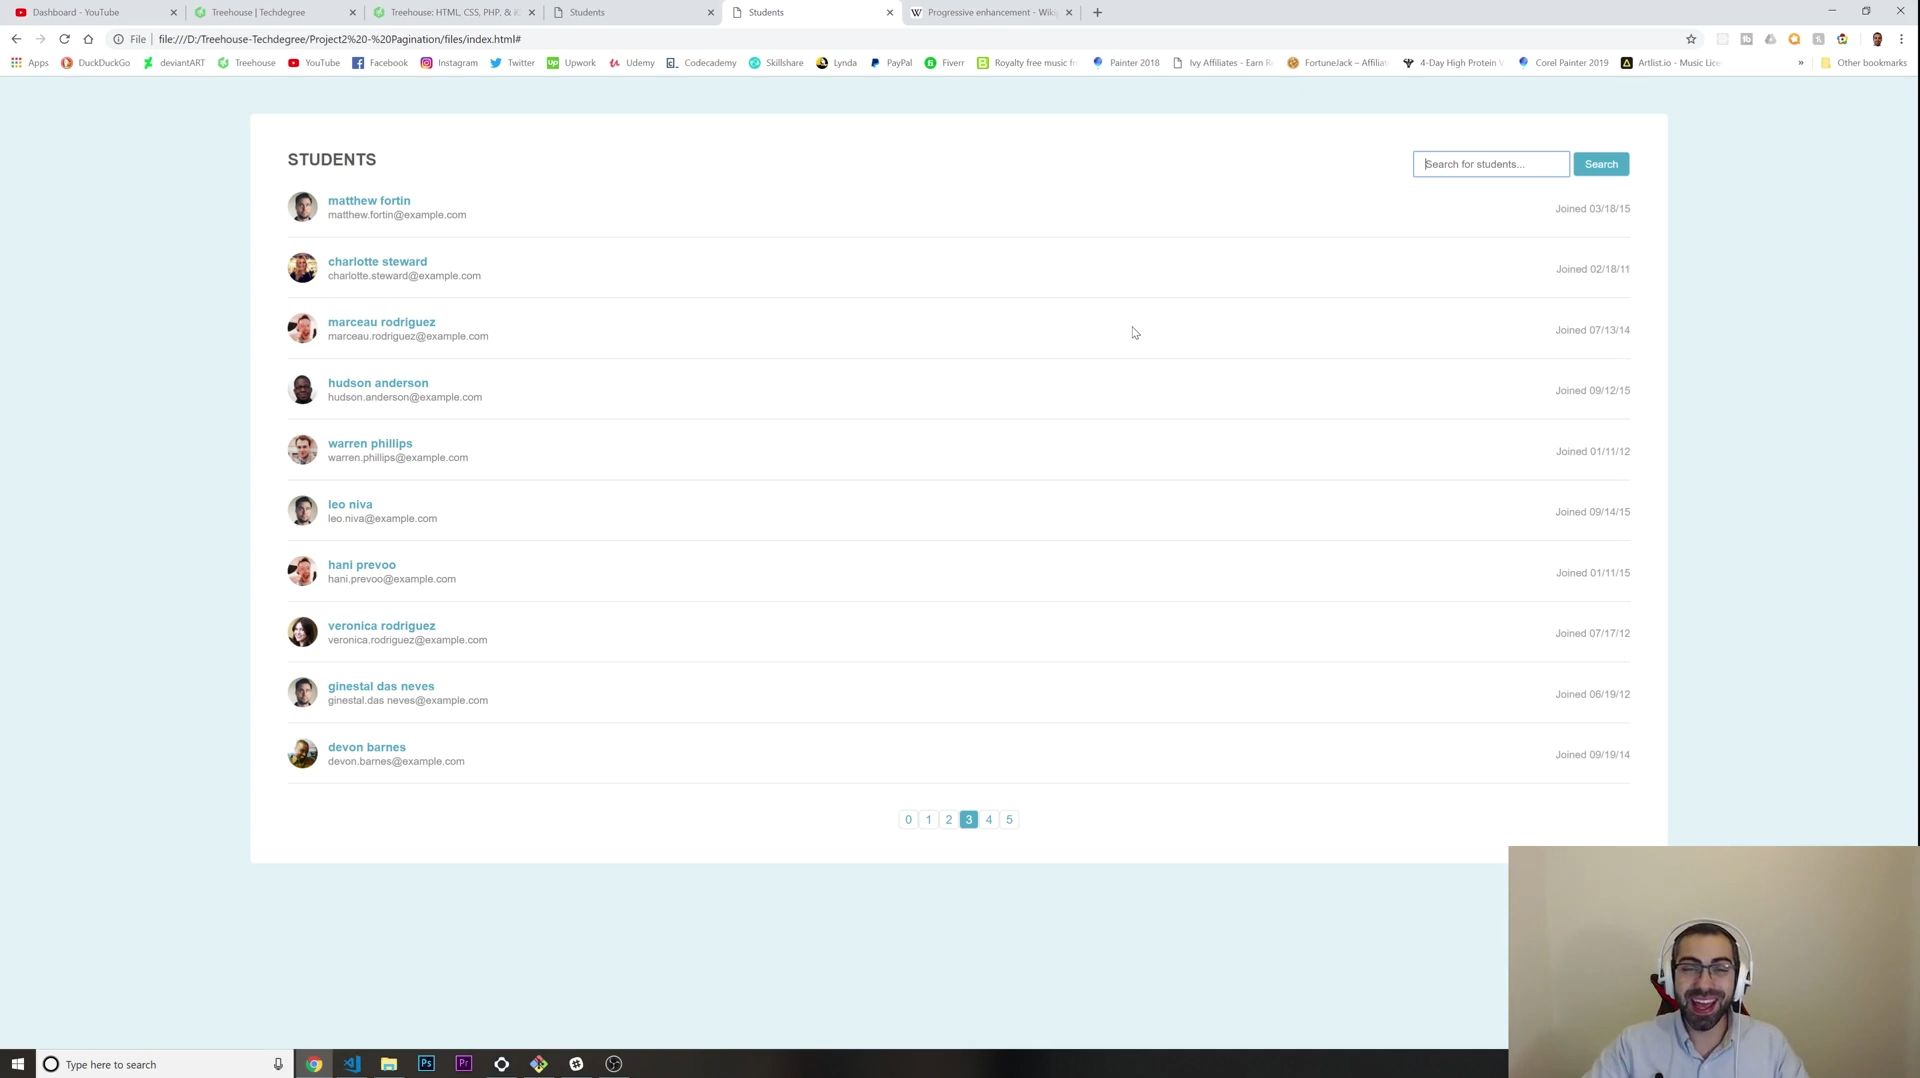 Dashboard - YouTube
Treehouse | Techdegree
Treehouse: HTML, CSS, PHP, & iO
Students
Students
Progressive enhancement - Wiki
File
file:///D:/Treehouse-Techdegree/Project2%20-%20Pagination/files/index.html#
Apps
DuckDuckGo
deviantART
Treehouse
YouTube
Facebook
Instagram
Twitter
Upwork
Udemy
Codecademy
Skillshare
Lynda
PayPal
Fiverr
Royalty free music
Painter 2018
Ivy Affiliates - Earn
FortuneJack – Affiliat
4-Day High Protein
Corel Painter 2019
Artlist.io - Music Lice
»
Other bookmarks
STUDENTS
Search for students...
Search
matthew fortin
matthew.fortin@example.com
Joined 03/18/15
charlotte steward
charlotte.steward@example.com
Joined 02/18/11
marceau rodriguez
marceau.rodriguez@example.com
Joined 07/13/14
hudson anderson
hudson.anderson@example.com
Joined 09/12/15
warren phillips
warren.phillips@example.com
Joined 01/11/12
leo niva
leo.niva@example.com
Joined 09/14/15
hani prevoo
hani.prevoo@example.com
Joined 01/11/15
veronica rodriguez
veronica.rodriguez@example.com
Joined 07/17/12
ginestal das neves
ginestal.das neves@example.com
Joined 06/19/12
devon barnes
devon.barnes@example.com
Joined 09/19/14
0 1 2 3 4 5
Type here to search
Ps
Pr